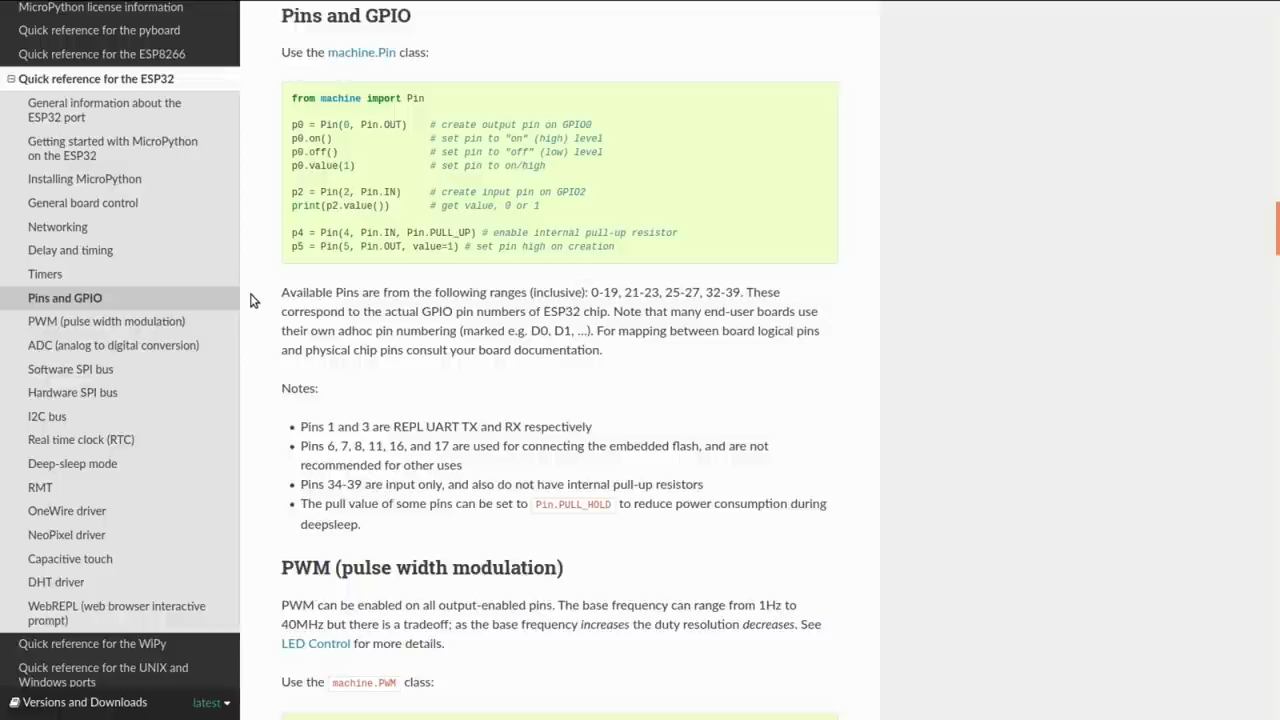 MicroPython license information
Quick reference for the pyboard
Quick reference for the ESP8266
Quick reference for the ESP32
General information about the
ESP32 port
Getting started with MicroPython
on the ESP32
Installing MicroPython
General board control
Networking
Delay and timing
Timers
Pins and GPIO
PWM (pulse width modulation)
ADC (analog to digital conversion)
Software SPI bus
Hardware SPI bus
I2C bus
Real time clock (RTC)
Deep-sleep mode
RMT
OneWire driver
NeoPixel driver
Capacitive touch
DHT driver
WebREPL (web browser interactive
prompt)
Quick reference for the WiPy
Quick reference for the UNIX and
Windows ports
Versions and Downloads latest
Pins and GPIO
Use the machine.Pin class:
from machine import Pin
p0 = Pin(0, Pin.OUT) # create output pin on GPIO0
p0.on() # set pin to "on" (high) level
p0.off() # set pin to "off" (low) level
p0.value(1) # set pin to on/high
p2 = Pin(2, Pin.IN) # create input pin on GPIO2
print(p2.value()) # get value, 0 or 1
p4 = Pin(4, Pin.IN, Pin.PULL_UP) # enable internal pull-up resistor
p5 = Pin(5, Pin.OUT, value=1) # set pin high on creation
Available Pins are from the following ranges (inclusive): 0-19, 21-23, 25-27, 32-39. These
correspond to the actual GPIO pin numbers of ESP32 chip. Note that many end-user boards use
their own adhoc pin numbering (marked e.g. D0, D1, …). For mapping between board logical pins
and physical chip pins consult your board documentation.
Notes:
• Pins 1 and 3 are REPL UART TX and RX respectively
• Pins 6, 7, 8, 11, 16, and 17 are used for connecting the embedded flash, and are not
recommended for other uses
• Pins 34-39 are input only, and also do not have internal pull-up resistors
• The pull value of some pins can be set to Pin.PULL_HOLD to reduce power consumption during
deepsleep.
PWM (pulse width modulation)
PWM can be enabled on all output-enabled pins. The base frequency can range from 1Hz to
40MHz but there is a tradeoff; as the base frequency increases the duty resolution decreases. See
LED Control for more details.
Use the machine.PWM class: